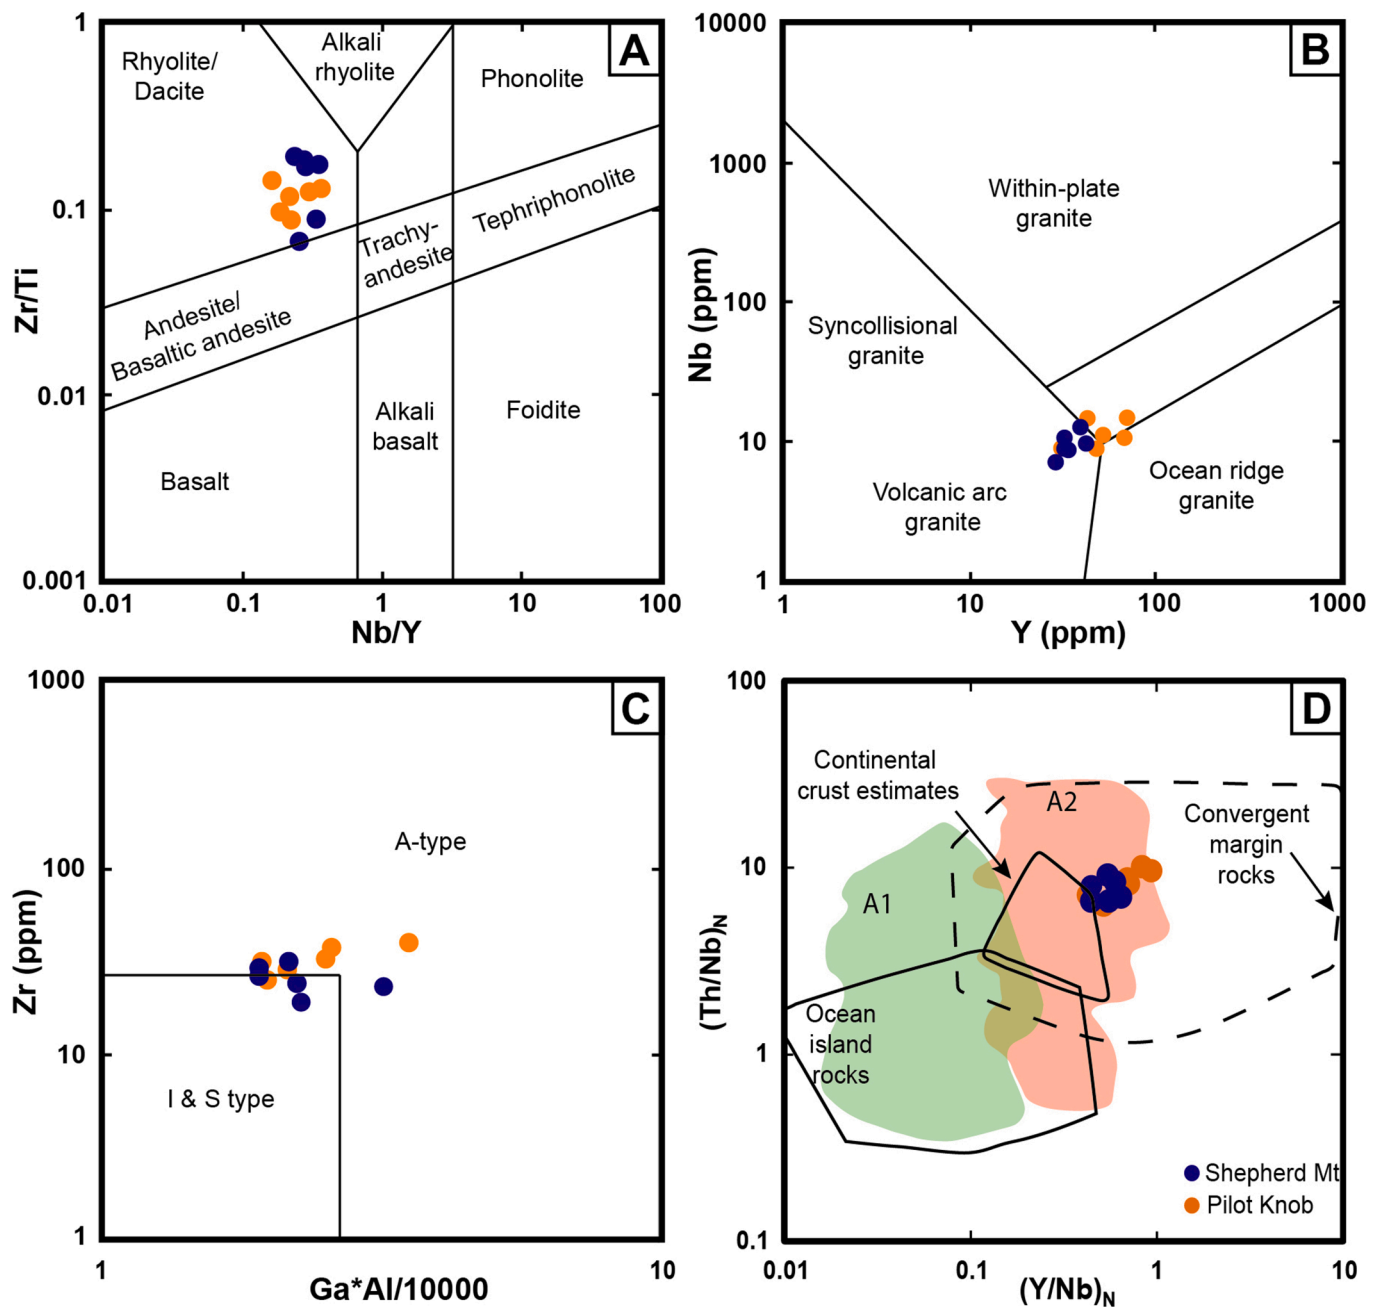 A
1
0.1
0.01
0.001
0.01
0.1
1
10
100
Zr/Ti
Nb/Y
Rhyolite/
Dacite
Alkali
rhyolite
Phonolite
Tephriphonolite
Trachy-
andesite
Andesite/
Basaltic andesite
Alkali
basalt
Foidite
Basalt
B
10000
1000
100
10
1
1
10
100
1000
Nb (ppm)
Y (ppm)
Within-plate
granite
Syncollisional
granite
Volcanic arc
granite
Ocean ridge
granite
C
1000
100
10
1
1
10
Zr (ppm)
Ga*Al/10000
A-type
I & S type
D
100
10
1
0.1
0.01
0.1
1
10
(Th/Nb)N
(Y/Nb)N
Continental
crust estimates
A2
Convergent
margin
rocks
A1
Ocean
island
rocks
Shepherd Mt
Pilot Knob